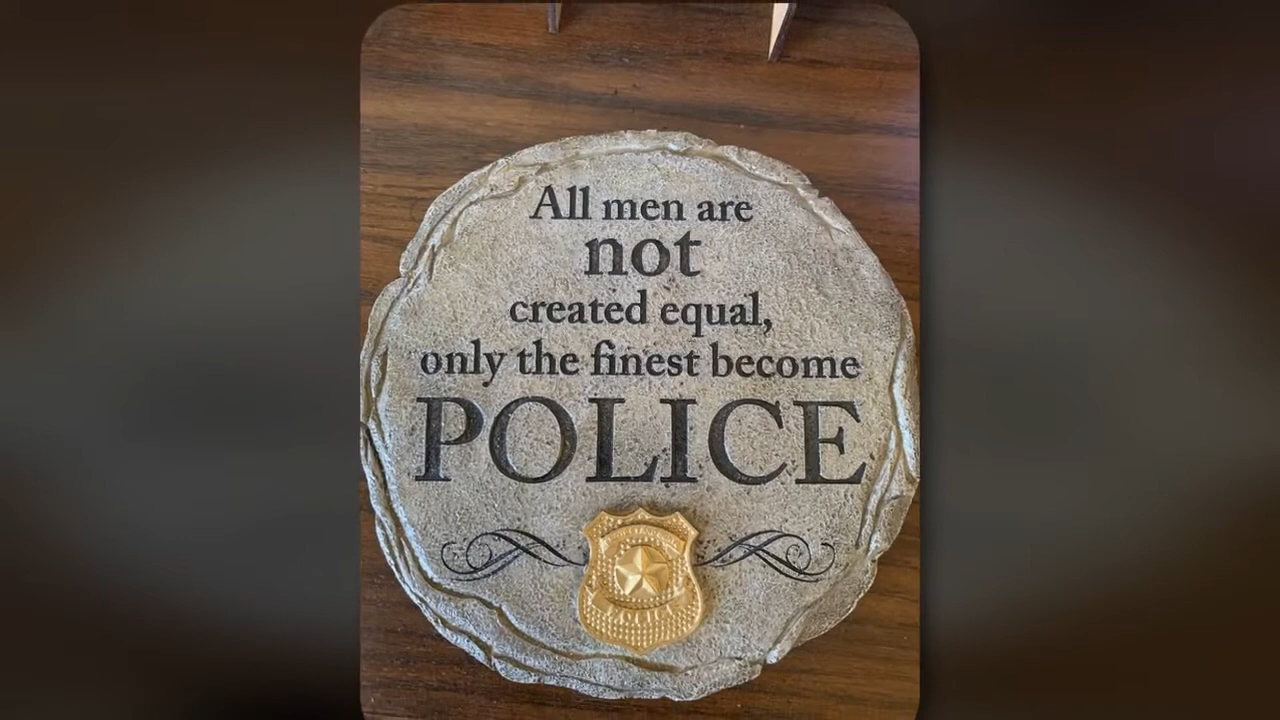 All men are
not
created equal,
only the finest become
POLICE